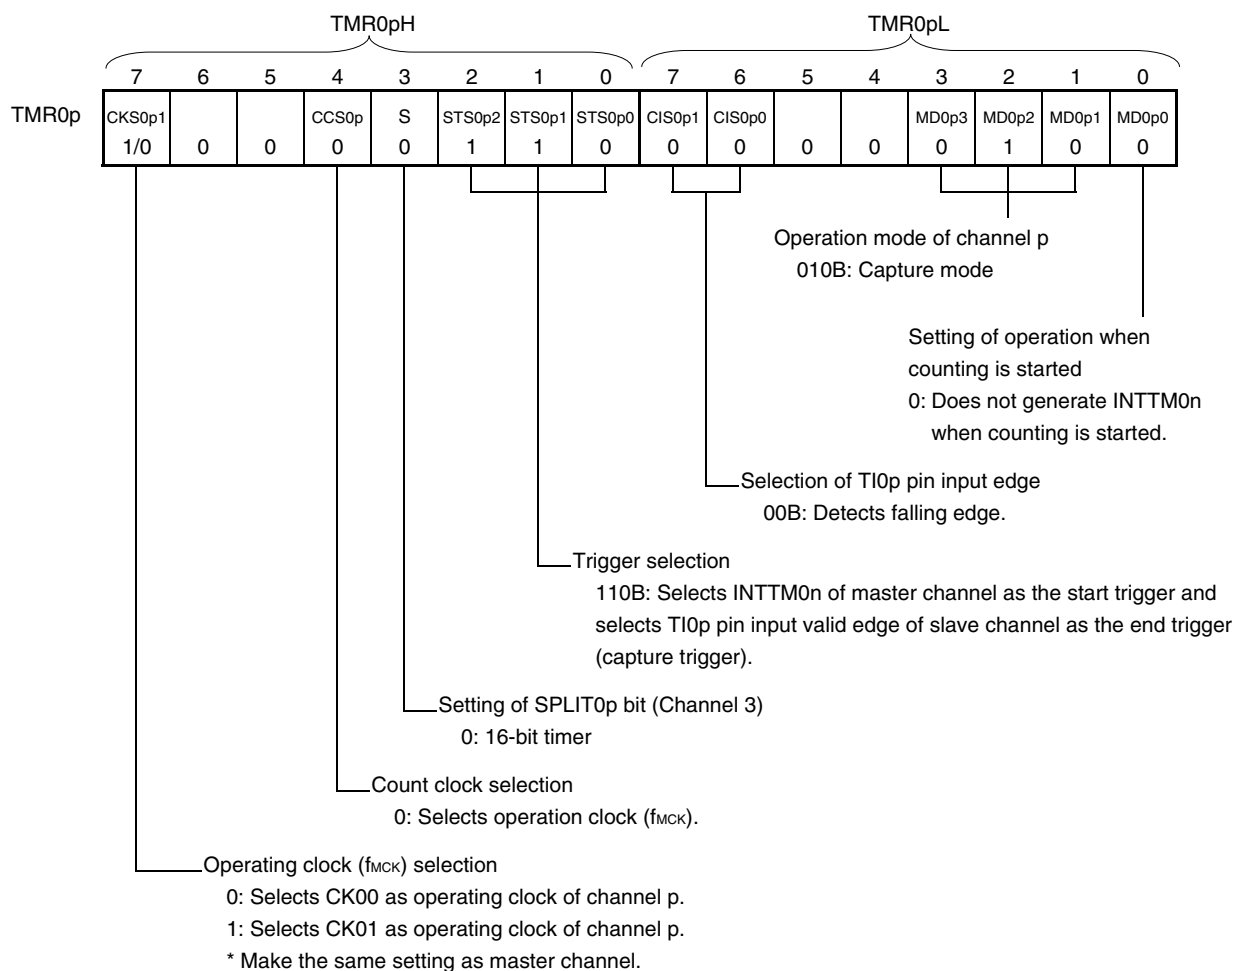 TMR0pH TMR0pL
7 6 5 4 3 2 1 0 7 6 5 4 3 2 1 0
TMR0p CKS0p1 CCS0p S STS0p2 STS0p1 STS0p0 CIS0p1 CIS0p0 MD0p3 MD0p2 MD0p1 MD0p0
1/0 0 0 0 0 1 1 0 0 0 0 0 0 1 0 0
Operation mode of channel p
010B: Capture mode
Setting of operation when
counting is started
0: Does not generate INTTM0n
when counting is started.
Selection of TI0p pin input edge
00B: Detects falling edge.
Trigger selection
110B: Selects INTTM0n of master channel as the start trigger and
selects TI0p pin input valid edge of slave channel as the end trigger
(capture trigger).
Setting of SPLIT0p bit (Channel 3)
0: 16-bit timer
Count clock selection
0: Selects operation clock (fMCK).
Operating clock (fMCK) selection
0: Selects CK00 as operating clock of channel p.
1: Selects CK01 as operating clock of channel p.
* Make the same setting as master channel.